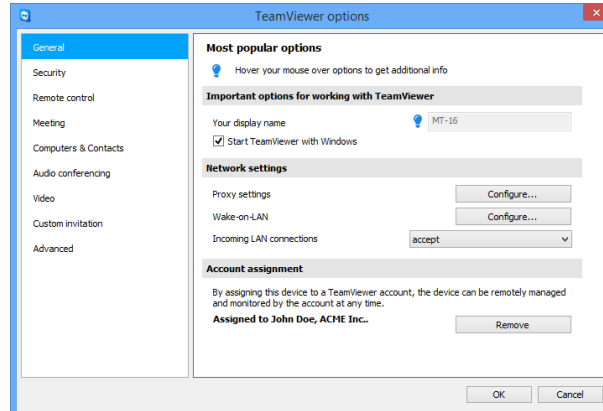 TeamViewer options
General
Security
Remote control
Meeting
Computers & Contacts
Audio conferencing
Video
Custom invitation
Advanced
Most popular options
Hover your mouse over options to get additional info
Important options for working with TeamViewer
Your display name
MT-16
Start TeamViewer with Windows
Network settings
Proxy settings
Configure...
Wake-on-LAN
Configure...
Incoming LAN connections
accept
Account assignment
By assigning this device to a TeamViewer account, the device can be remotely managed
and monitored by the account at any time.
Assigned to John Doe, ACME Inc..
Remove
OK
Cancel